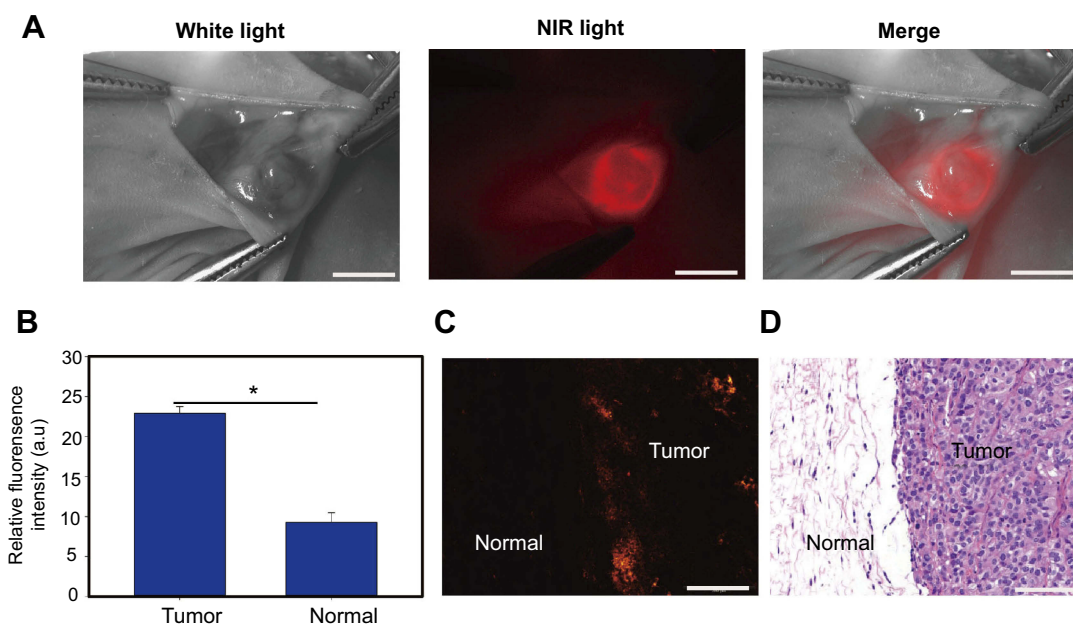 A
White light
NIR light
Merge
B
C
D
Relative fluoresence
intensity (a.u)
30
25
20
15
10
5
0
*
Tumor
Normal
Tumor
Normal
Tumor
Normal